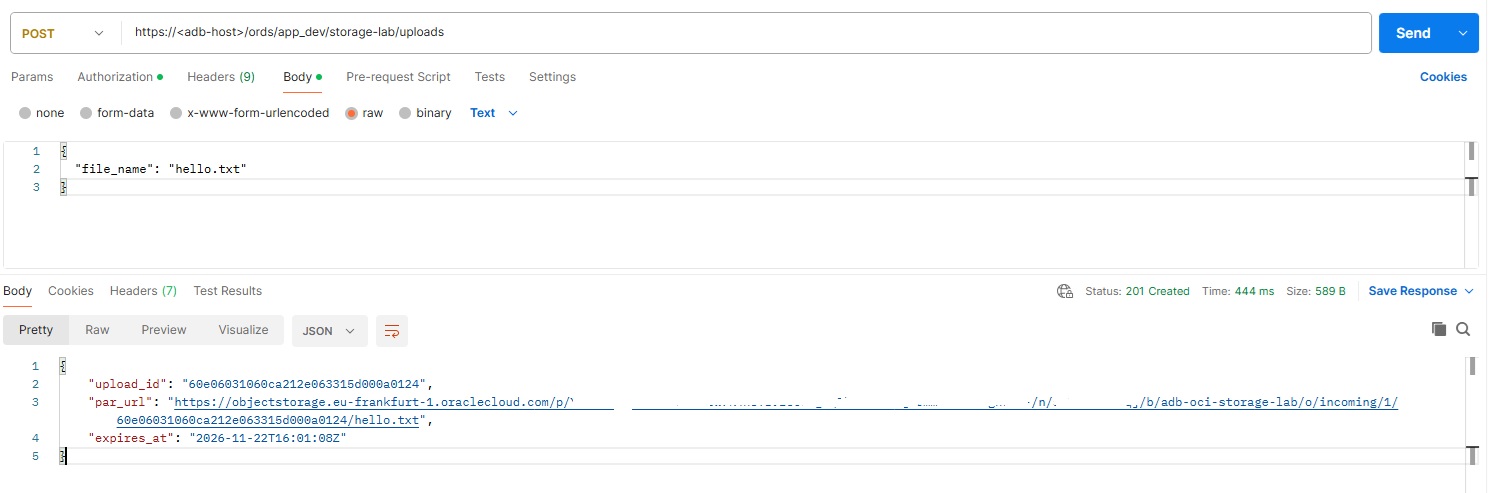 POST https://<adb-host>/ords/app_dev/storage-lab/uploads Send
Params Authorization Headers (9) Body Pre-request Script Tests Settings Cookies
none form-data x-www-form-urlencoded raw binary Text
1 {
2 "file_name": "hello.txt"
3 }
Body Cookies Headers (7) Test Results Status: 201 Created Time: 444 ms Size: 589 B Save Response
Pretty Raw Preview Visualize JSON
1 {
2 "upload_id": "60e06031060ca212e063315d000a0124",
3 "par_url": "https://objectstorage.eu-frankfurt-1.oraclecloud.com/p/ /n/ /b/adb-oci-storage-lab/o/incoming/1/
60e06031060ca212e063315d000a0124/hello.txt",
4 "expires_at": "2026-11-22T16:01:08Z"
5 }